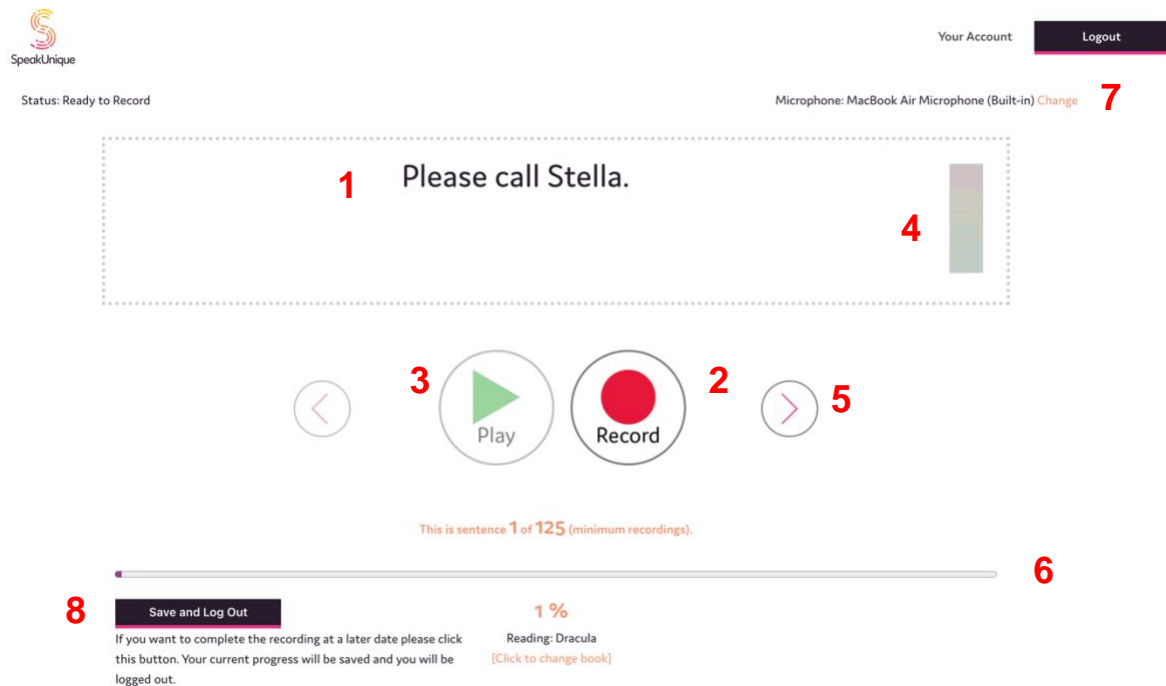 SpeakUnique
Your Account
Logout
Status: Ready to Record
Microphone: MacBook Air Microphone (Built-in) Change
7
1
Please call Stella.
4
3
Play
Record
2
5
This is sentence 1 of 125 (minimum recordings).
6
8
Save and Log Out
If you want to complete the recording at a later date please click
this button. Your current progress will be saved and you will be
logged out.
1 %
Reading: Dracula
[Click to change book]